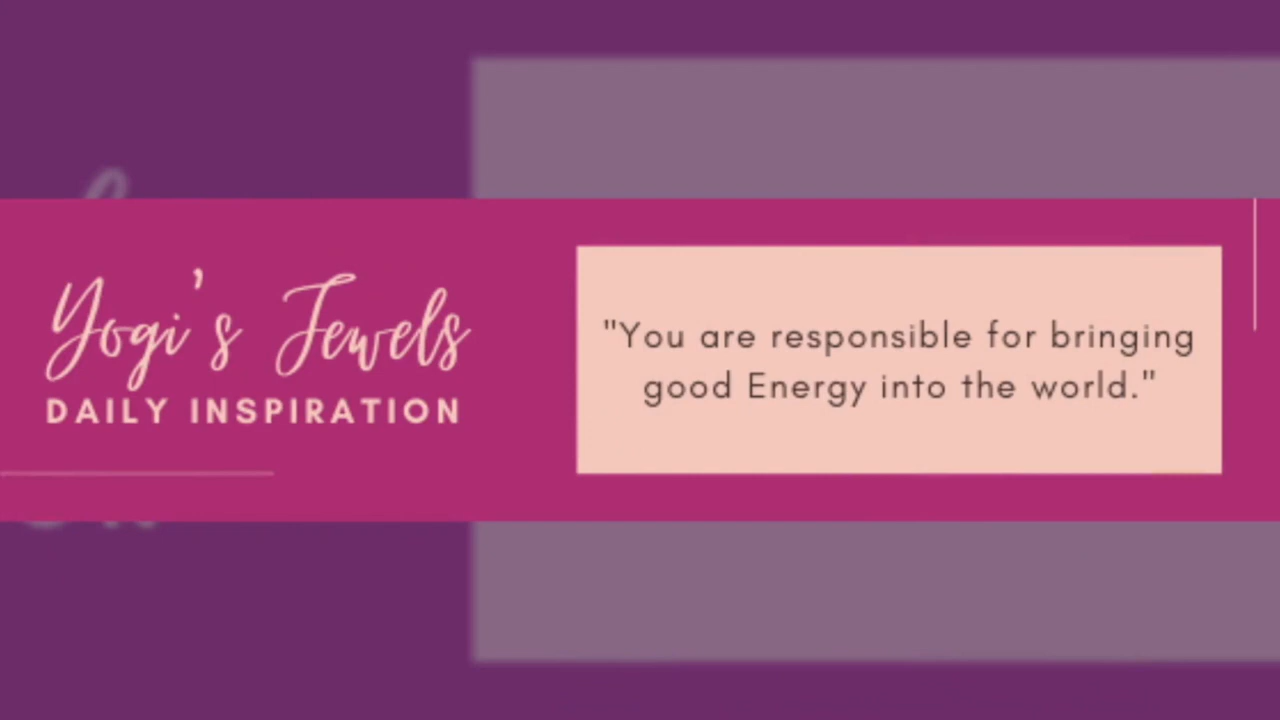 Yogi's Jewels
DAILY INSPIRATION
"You are responsible for bringing
good Energy into the world."